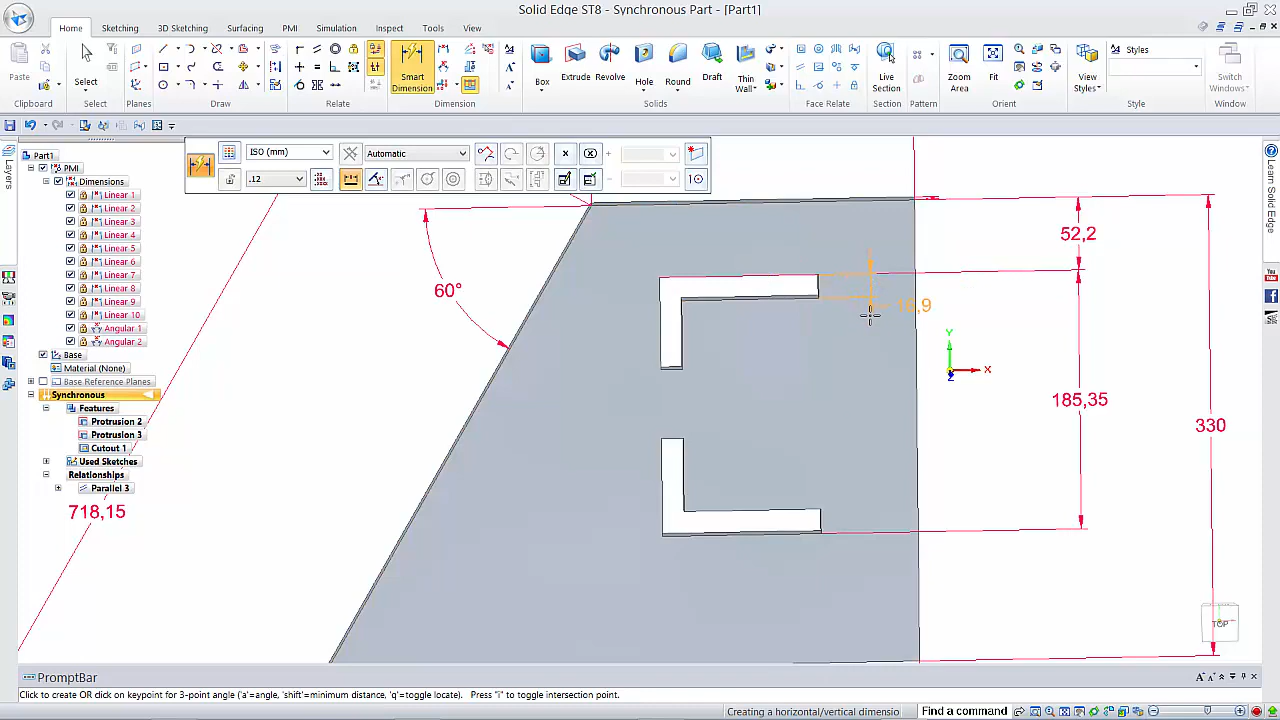 Solid Edge ST8 - Synchronous Part - [Part1]
Home
Sketching
3D Sketching
Surfacing
PMI
Simulation
Inspect
Tools
View
Paste
Select
Smart
Dimension
Box
Extrude
Revolve
Hole
Round
Draft
Thin
Wall
Live
Section
Zoom
Area
Fit
View
Styles
Styles
Switch
Windows
Clipboard
Select
Planes
Draw
Relate
Dimension
Solids
Face Relate
Section
Pattern
Orient
Style
Window
ISO (mm)
Automatic
.12
Layers
Learn Solid Edge
You
Tube
Part1
PMI
Dimensions
Linear 1
Linear 2
Linear 3
Linear 4
Linear 5
Linear 6
Linear 7
Linear 8
Linear 9
Linear 10
Angular 1
Angular 2
Base
Material (None)
Base Reference Planes
Synchronous
Features
Protrusion 2
Protrusion 3
Cutout 1
Used Sketches
Relationships
Parallel 3
718,15
60°
52,2
16,9
185,35
330
Y
X
Z
TOP
PromptBar
Click to create OR click on keypoint for 3-point angle ('a'=angle, 'shift'=minimum distance, 'q'=toggle locate). Press "i" to toggle intersection point.
Creating a horizontal/vertical dimensio
Find a command